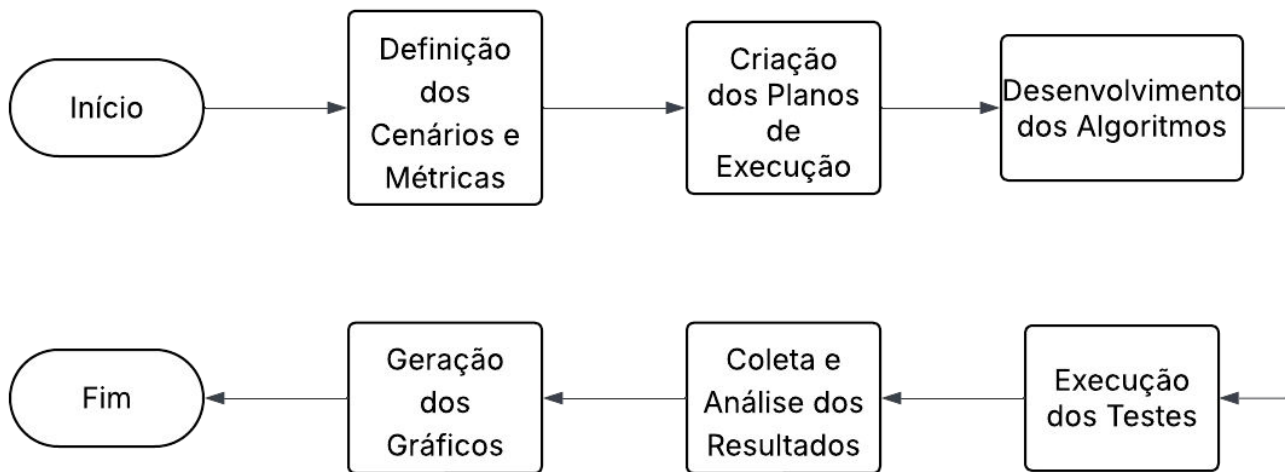 Início
Definição
dos
Cenários e
Métricas
Criação
dos Planos
de
Execução
Desenvolvimento
dos Algoritmos
Execução
dos Testes
Coleta e
Análise dos
Resultados
Geração
dos
Gráficos
Fim